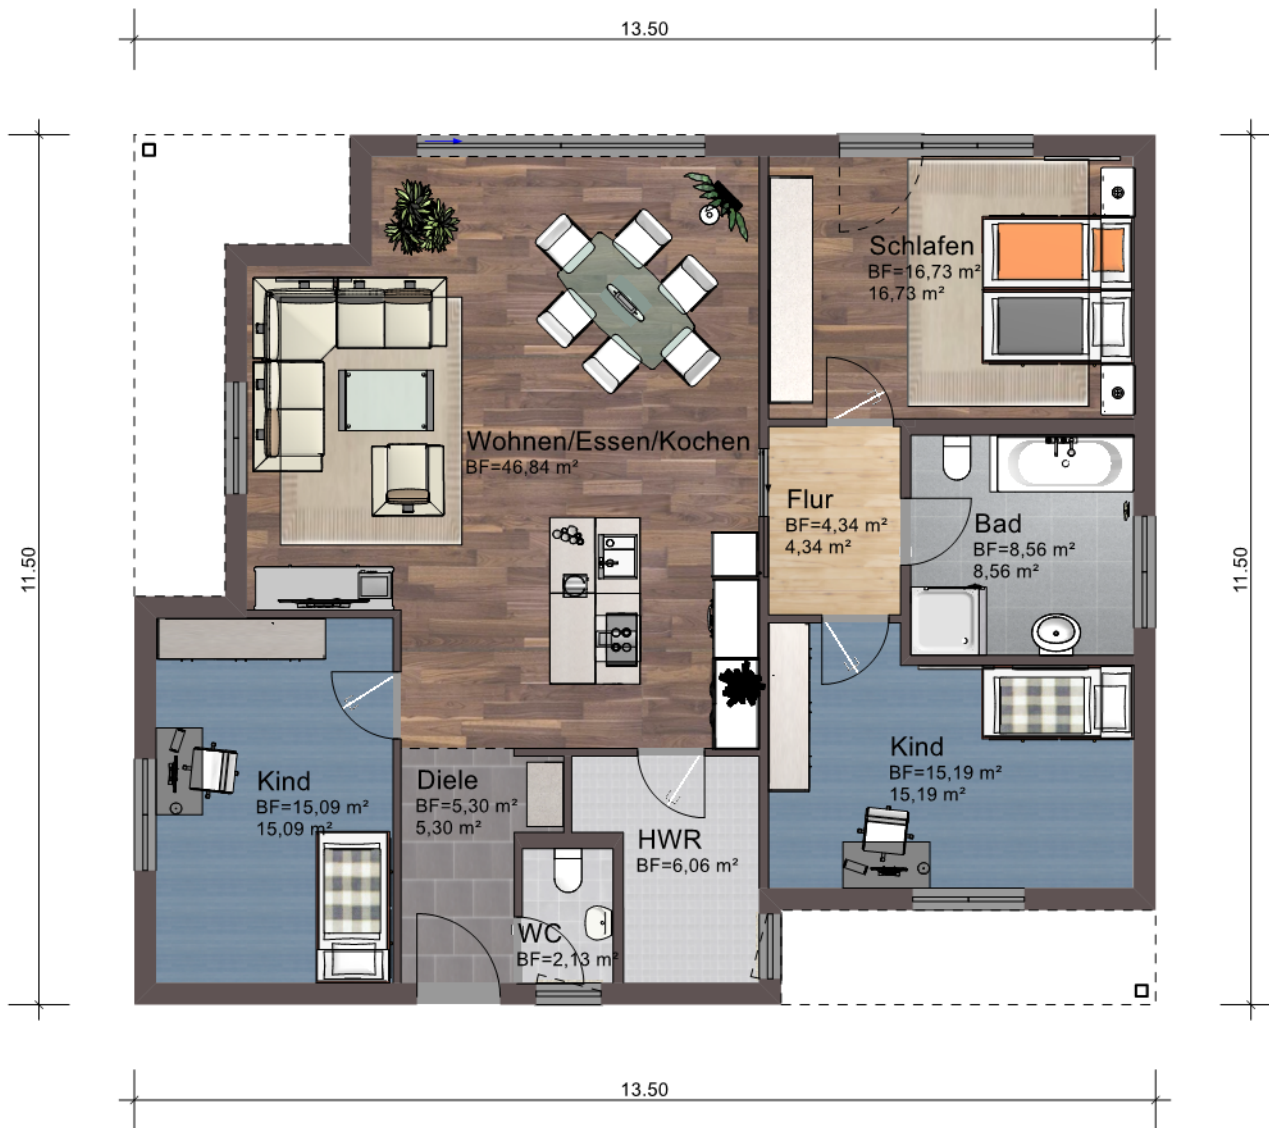 13.50
Schlafen
BF=16,73 m²
16,73 m²
Wohnen/Essen/Kochen
BF=46,84 m²
Flur
BF=4,34 m²
4,34 m²
Bad
BF=8,56 m²
8,56 m²
11.50
11.50
Kind
BF=15,09 m²
15,09 m²
Diele
BF=5,30 m²
5,30 m²
HWR
BF=6,06 m²
Kind
BF=15,19 m²
15,19 m²
WC
BF=2,13 m²
13.50